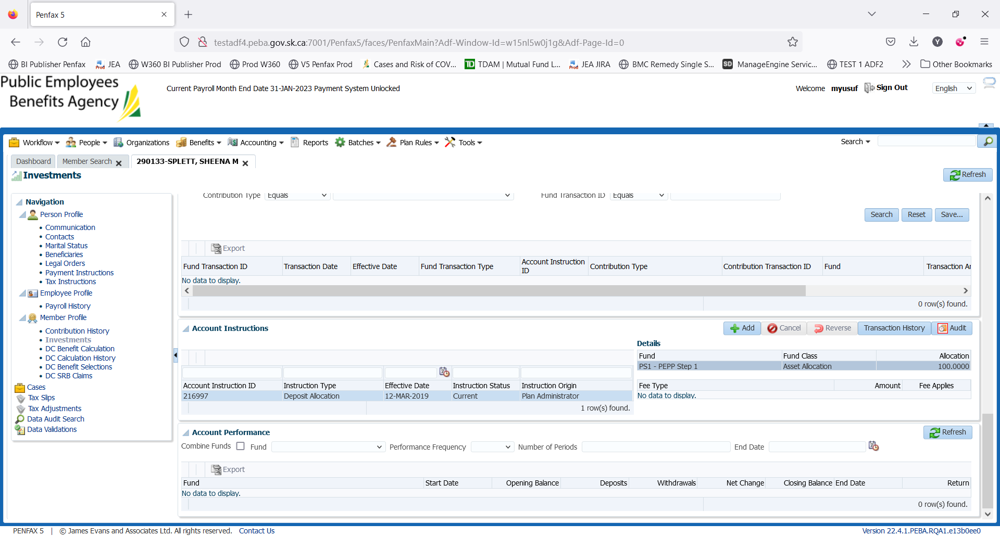 Penfax 5
testadf4.peba.gov.sk.ca:7001/Penfax5/faces/PenfaxMain?Adf-Window-Id=w15nl5w0j1g&Adf-Page-Id=0
BI Publisher Penfax JEA W360 BI Publisher Prod Prod W360 V5 Penfax Prod Cases and Risk of COV... TDAM | Mutual Fund L... JEA JIRA BMC Remedy Single S... ManageEngine Servic... TEST 1 ADF2 Other Bookmarks
Public Employees
Benefits Agency
Current Payroll Month End Date 31-JAN-2023 Payment System Unlocked
Welcome myusuf Sign Out English
Workflow People Organizations Benefits Accounting Reports Batches Plan Rules Tools Search
Dashboard Member Search 290133-SPLETT, SHEENA M
Investments Refresh
Navigation
Person Profile
Communication
Contacts
Marital Status
Beneficiaries
Legal Orders
Payment Instructions
Tax Instructions
Employee Profile
Payroll History
Member Profile
Contribution History
Investments
DC Benefit Calculation
DC Calculation History
DC Benefit Selections
DC SRB Claims
Cases
Tax Slips
Tax Adjustments
Data Audit Search
Data Validations
Contribution Type Equals Fund Transaction ID Equals
Search Reset Save...
Export
Fund Transaction ID Transaction Date Effective Date Fund Transaction Type Account Instruction ID Contribution Type Contribution Transaction ID Fund Transaction Ar
No data to display.
0 row(s) found.
Account Instructions Add Cancel Reverse Transaction History Audit
Account Instruction ID Instruction Type Effective Date Instruction Status Instruction Origin
216997 Deposit Allocation 12-MAR-2019 Current Plan Administrator
1 row(s) found.
Details
Fund Fund Class Allocation
PS1 - PEPP Step 1 Asset Allocation 100.0000
Fee Type Amount Fee Applies
No data to display.
Account Performance Refresh
Combine Funds Fund Performance Frequency Number of Periods End Date
Export
Fund Start Date Opening Balance Deposits Withdrawals Net Change Closing Balance End Date Return
No data to display.
0 row(s) found.
PENFAX 5 | © James Evans and Associates Ltd. All rights reserved. Contact Us
Version 22.4.1.PEBA.RQA1.e13b0ee0